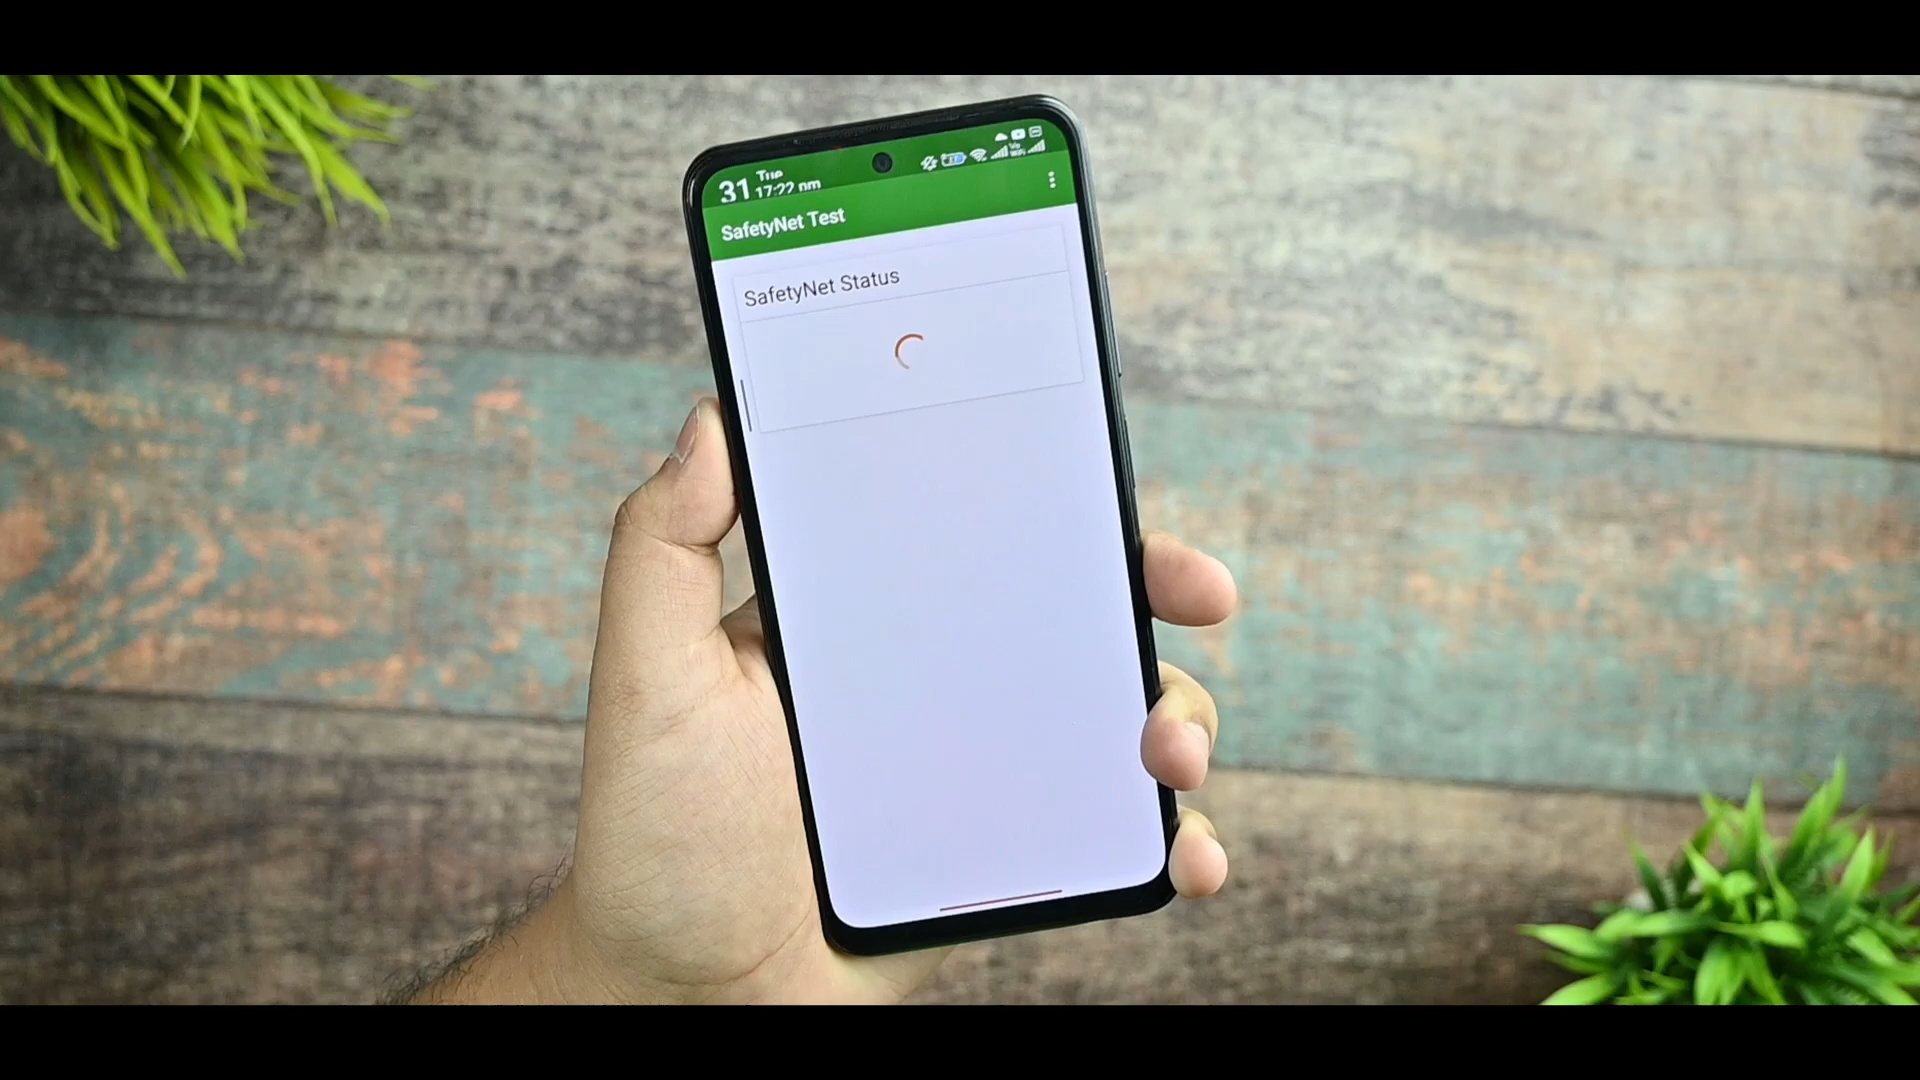 31 Tue
17:22 pm
SafetyNet Test
SafetyNet Status